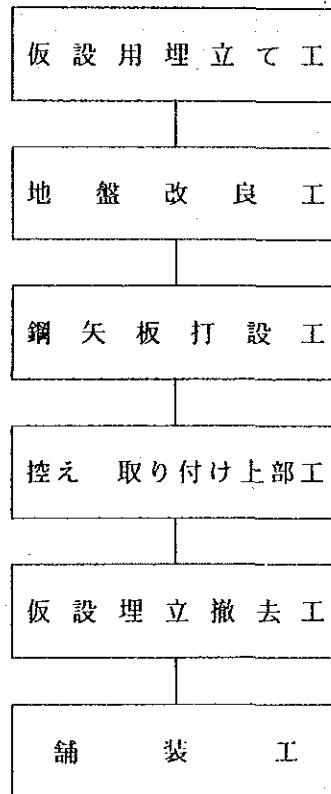 仮設用埋立て工
地盤改良工
鋼矢板打設工
控え 取り付け上部工
仮設埋立撤去工
舗装工